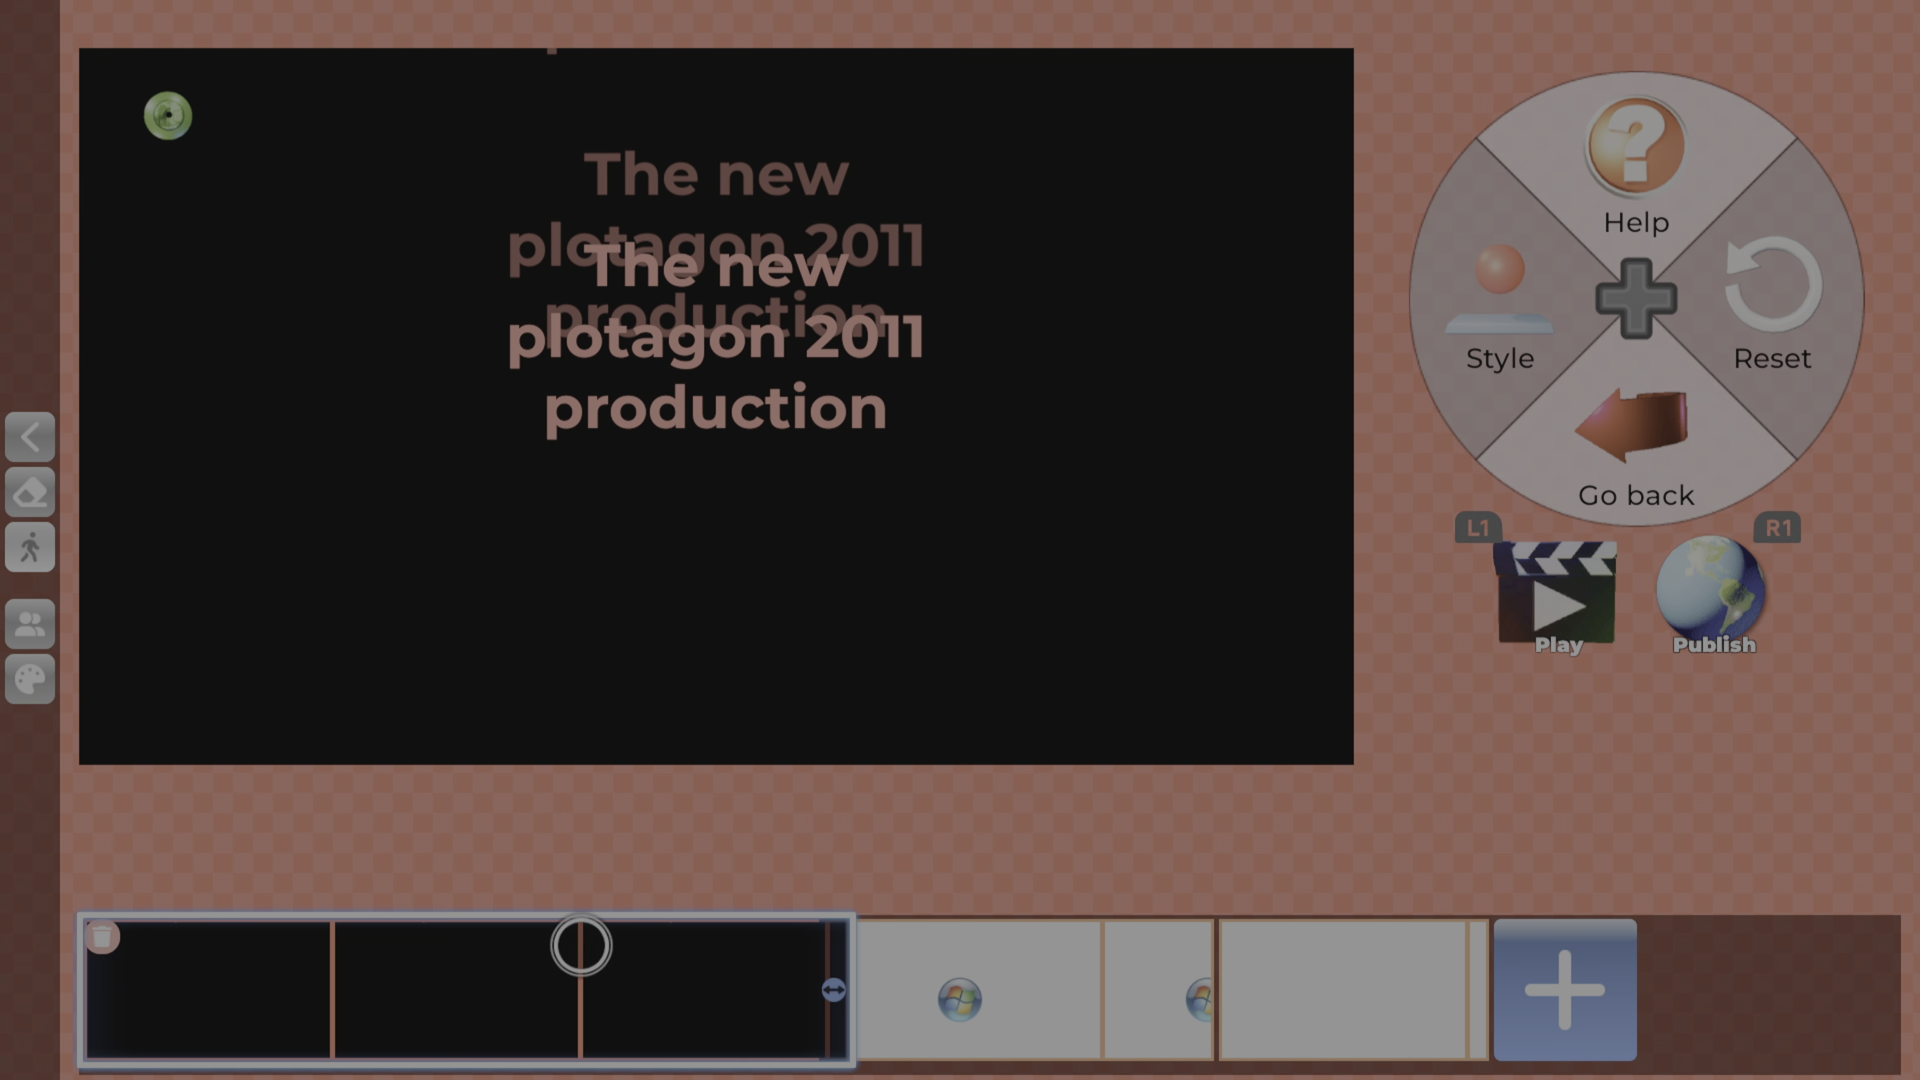 The new
plotagon 2011
production
The new
plotagon 2011
production
Help
Style
Reset
Go back
L1
R1
Play
Publish